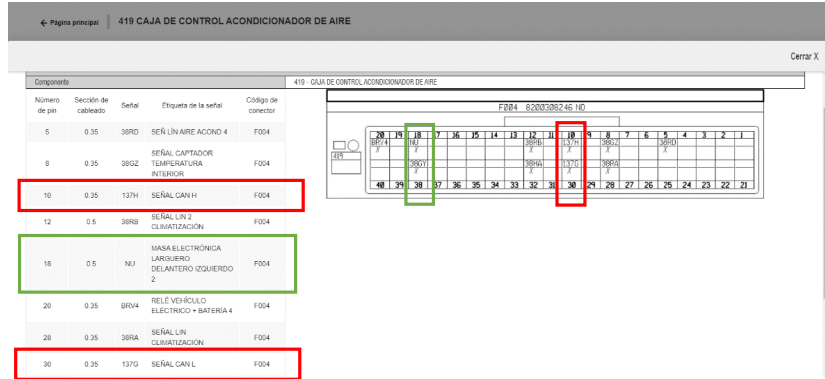 ← Página principal
419 CAJA DE CONTROL ACONDICIONADOR DE AIRE
Cerrar X
Componente
419 - CAJA DE CONTROL ACONDICIONADOR DE AIRE
Número de pin Sección de cableado Señal Etiqueta de la señal Código de conector
5 0.35 38RD SEÑ LÍN AIRE ACOND 4 F004
8 0.35 38GZ SEÑAL CAPTADOR TEMPERATURA INTERIOR F004
10 0.35 137H SEÑAL CAN H F004
12 0.5 38RB SEÑAL LIN 2 CLIMATIZACIÓN F004
18 0.5 NU MASA ELECTRÓNICA LARGUERO DELANTERO IZQUIERDO 2 F004
20 0.35 BRV4 RELÉ VEHÍCULO ELÉCTRICO + BATERÍA 4 F004
28 0.35 38RA SEÑAL LIN CLIMATIZACIÓN F004
30 0.35 137G SEÑAL CAN L F004
F004 8200308246 ND
419
20 19 18 17 16 15 14 13 12 11 10 9 8 7 6 5 4 3 2 1
BRV4 NU 38RB 137H 38GZ 38RD
X X X X X
38GY 38HA 137G 38RA
X X X X
40 39 38 37 36 35 34 33 32 31 30 29 28 27 26 25 24 23 22 21